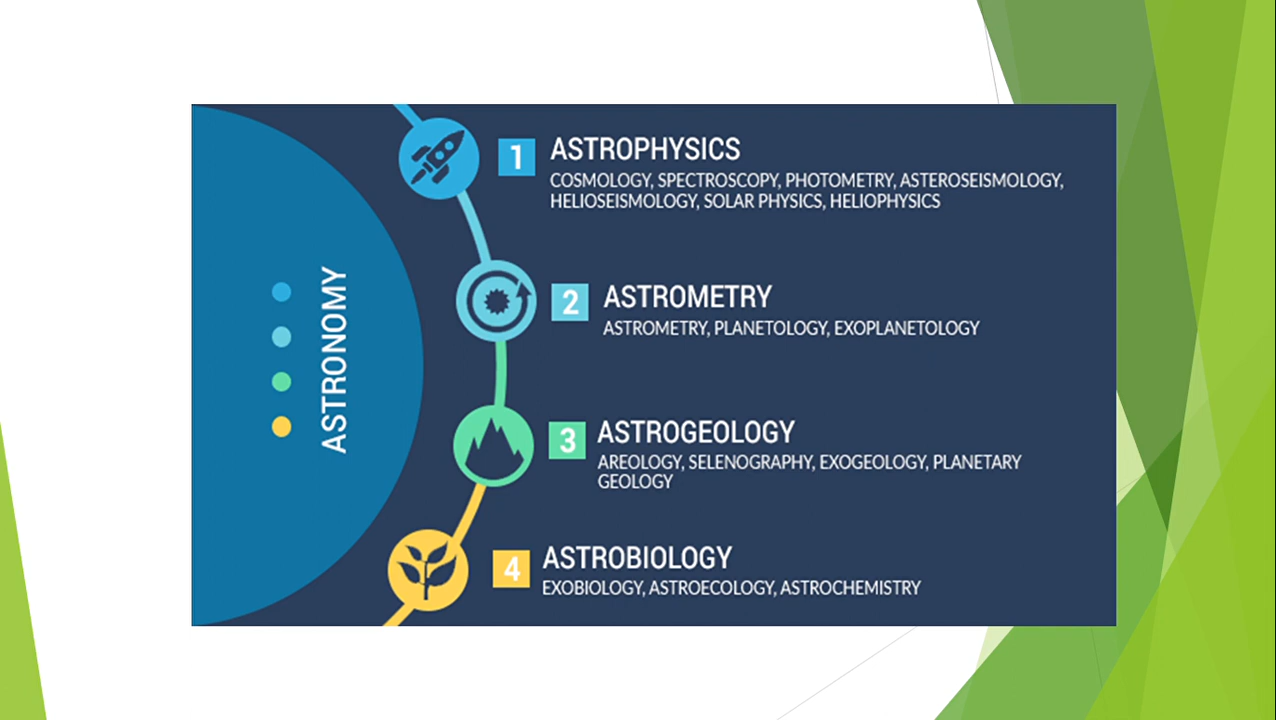 ASTRONOMY
1 ASTROPHYSICS
COSMOLOGY, SPECTROSCOPY, PHOTOMETRY, ASTEROSEISMOLOGY,
HELIOSEISMOLOGY, SOLAR PHYSICS, HELIOPHYSICS
2 ASTROMETRY
ASTROMETRY, PLANETOLOGY, EXOPLANETOLOGY
3 ASTROGEOLOGY
AREOLOGY, SELENOGRAPHY, EXOGEOLOGY, PLANETARY
GEOLOGY
4 ASTROBIOLOGY
EXOBIOLOGY, ASTROECOLOGY, ASTROCHEMISTRY